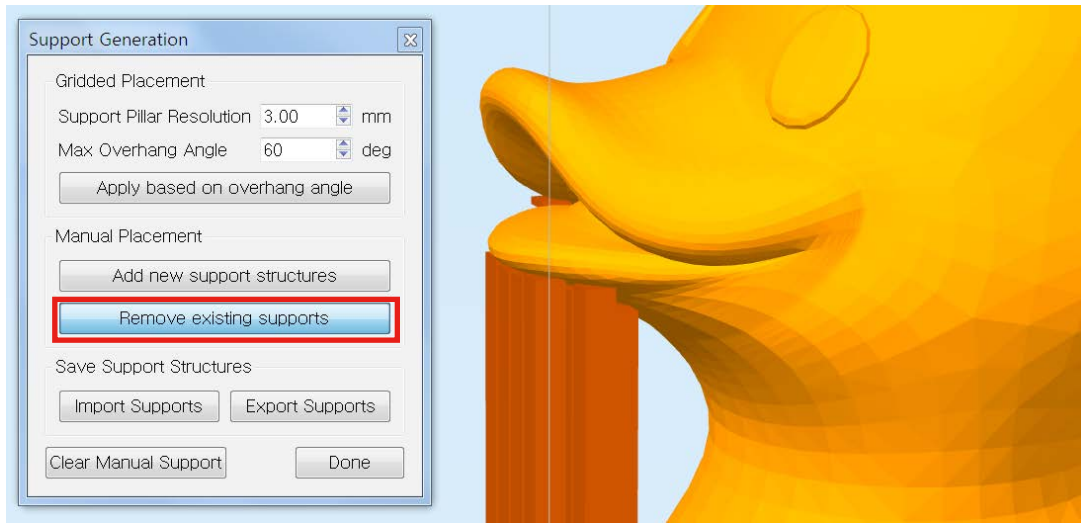 Support Generation
Gridded Placement
Support Pillar Resolution 3.00 mm
Max Overhang Angle 60 deg
Apply based on overhang angle
Manual Placement
Add new support structures
Remove existing supports
Save Support Structures
Import Supports Export Supports
Clear Manual Support Done